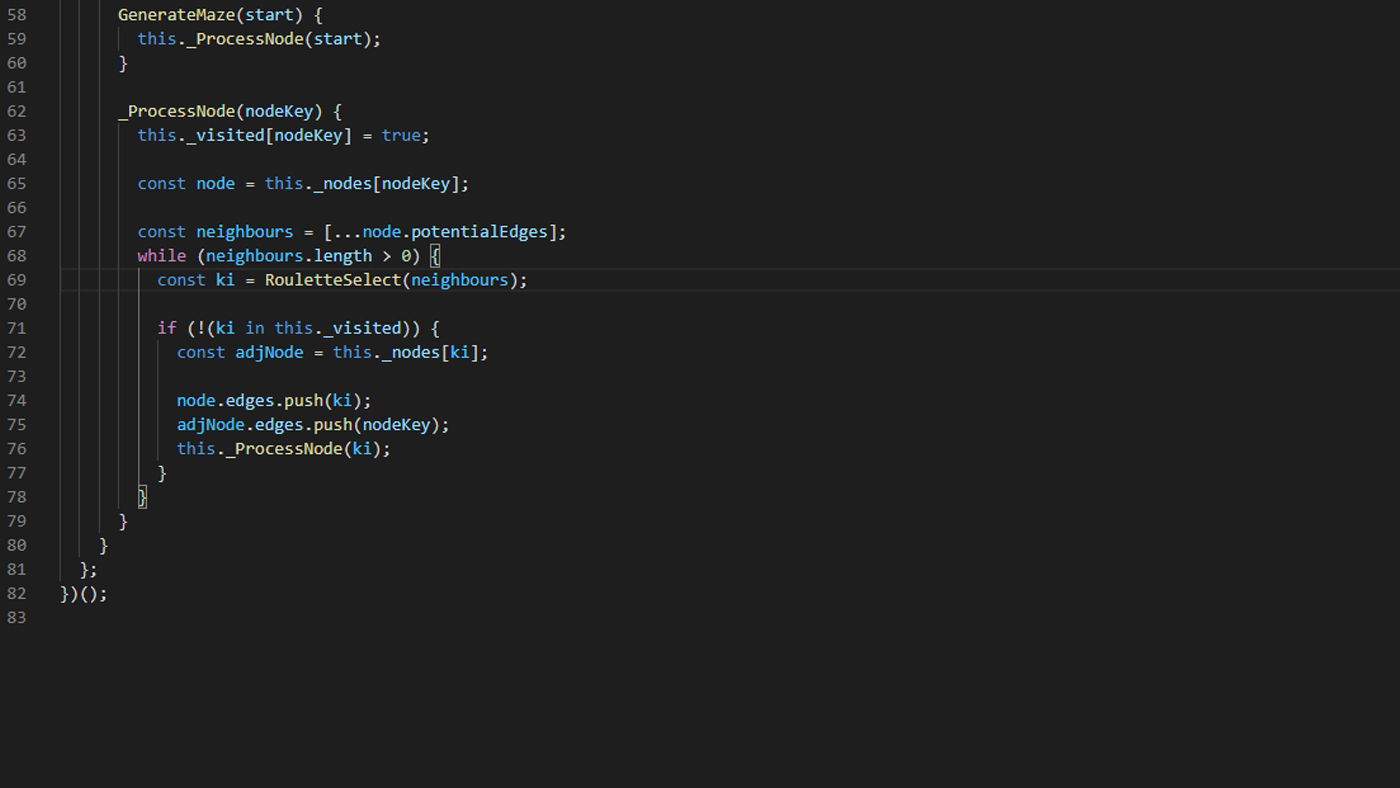 58 GenerateMaze(start) {
59 this._ProcessNode(start);
60 }
61
62 _ProcessNode(nodeKey) {
63 this._visited[nodeKey] = true;
64
65 const node = this._nodes[nodeKey];
66
67 const neighbours = [...node.potentialEdges];
68 while (neighbours.length > 0) {
69 const ki = RouletteSelect(neighbours);
70
71 if (!(ki in this._visited)) {
72 const adjNode = this._nodes[ki];
73
74 node.edges.push(ki);
75 adjNode.edges.push(nodeKey);
76 this._ProcessNode(ki);
77 }
78 }
79 }
80 }
81 };
82 })();
83